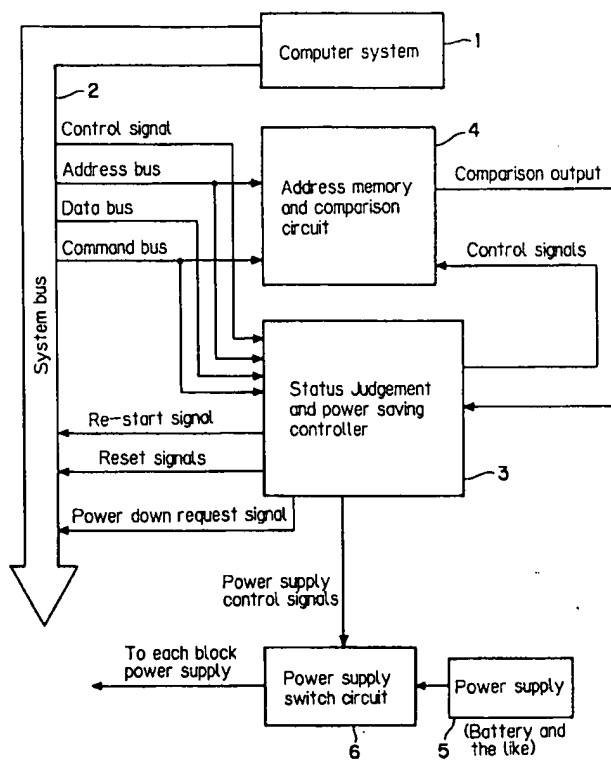 Computer system
1
2
Control signal
4
Address bus
Address memory
and comparison
circuit
Comparison output
Data bus
Control signals
Command bus
System bus
Status Judgement
and power saving
controller
Re-start signal
Reset signals
3
Power down request signal
Power supply
control signals
To each block
power supply
Power supply
switch circuit
Power supply
6
5
(Battery and
the like)